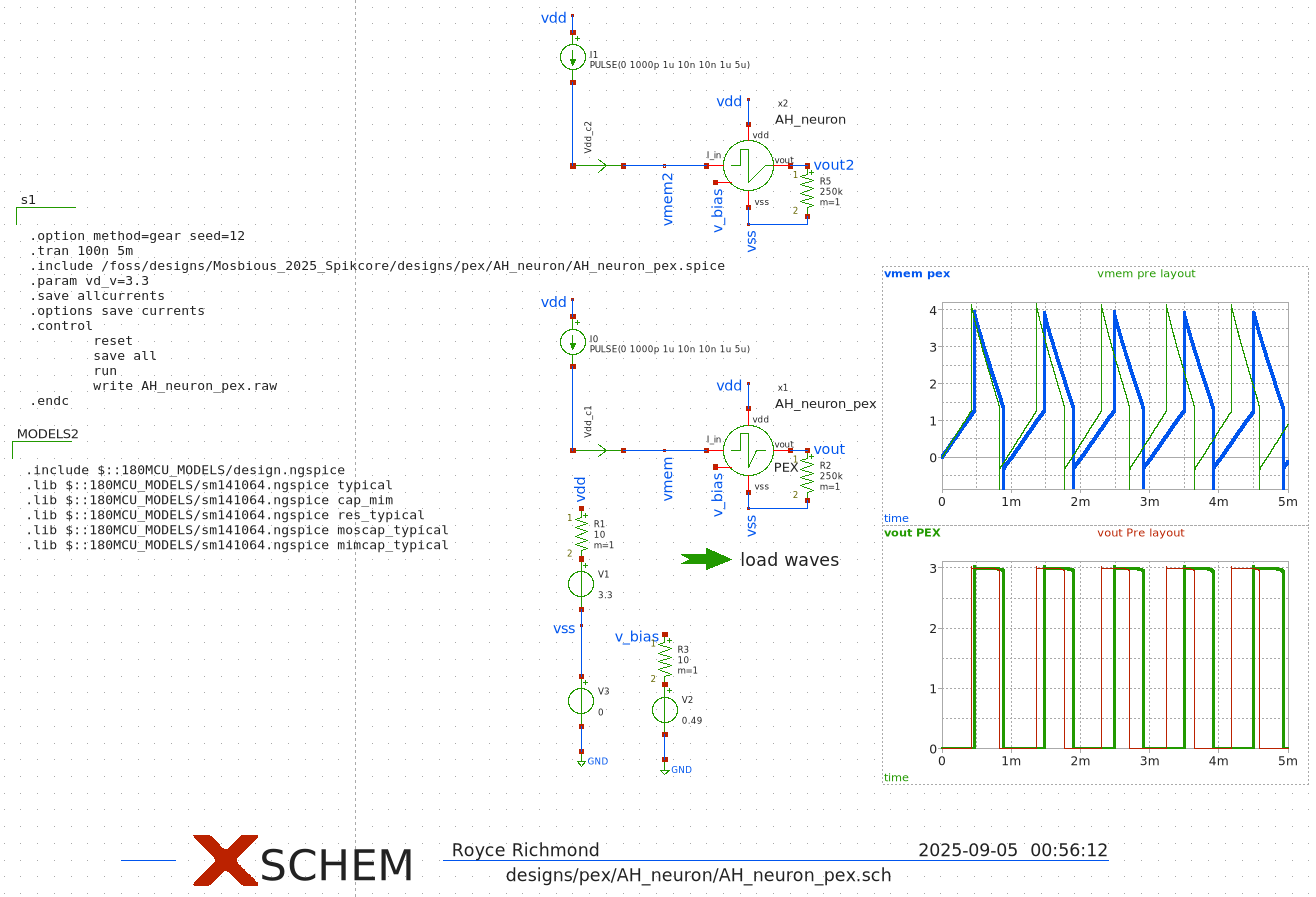 vdd
I1
PULSE(0 1000p 1u 10n 10n 1u 5u)
Vdd_c2
vmem2
vdd
x2
AH_neuron
vdd
I_in
vout
vout2
v_bias
vss
vss
1
R5
250k
m=1
2
s1
.option method=gear seed=12
.tran 100n 5m
.include /foss/designs/Mosbious_2025_Spikcore/designs/pex/AH_neuron/AH_neuron_pex.spice
.param vd_v=3.3
.save allcurrents
.options save currents
.control
reset
save all
run
write AH_neuron_pex.raw
.endc
MODELS2
.include $::180MCU_MODELS/design.ngspice
.lib $::180MCU_MODELS/sm141064.ngspice typical
.lib $::180MCU_MODELS/sm141064.ngspice cap_mim
.lib $::180MCU_MODELS/sm141064.ngspice res_typical
.lib $::180MCU_MODELS/sm141064.ngspice moscap_typical
.lib $::180MCU_MODELS/sm141064.ngspice mimcap_typical
vdd
I0
PULSE(0 1000p 1u 10n 10n 1u 5u)
Vdd_c1
vmem
vdd
x1
AH_neuron_pex
vdd
I_in
vout
vout
PEX
v_bias
vss
vss
1
R2
250k
m=1
2
vdd
1
R1
10
m=1
2
V1
3.3
vss
V3
0
GND
load waves
v_bias
1
R3
10
m=1
2
V2
0.49
GND
vmem pex
vmem pre layout
4
3
2
1
0
0 1m 2m 3m 4m 5m
time
vout PEX
vout Pre layout
3
2
1
0
0 1m 2m 3m 4m 5m
time
XSCHEM
Royce Richmond
2025-09-05 00:56:12
designs/pex/AH_neuron/AH_neuron_pex.sch